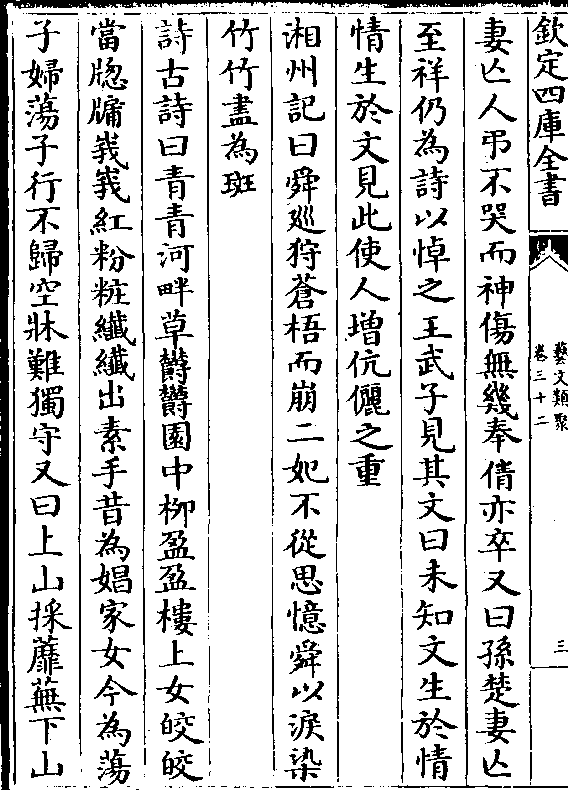 欽定四庫全書
藝文類聚
卷三十二
三
妻亡人弔不哭而神傷無幾奉倩亦卒又曰孫楚妻亡
至祥仍為詩以悼之王武子見其文曰未知文生於情
情生於文見此使人增伉儷之重
湘州記曰舜廵狩蒼梧而崩二妃不從思憶舜以淚染
竹竹盡為斑
詩古詩曰青青河畔草欝欝園中柳盈盈樓上女皎皎
當牕牗峩峩紅粉粧纎纎出素手昔為娼家女今為蕩
子婦蕩子行不歸空牀難獨守又曰上山採蘼蕪下山